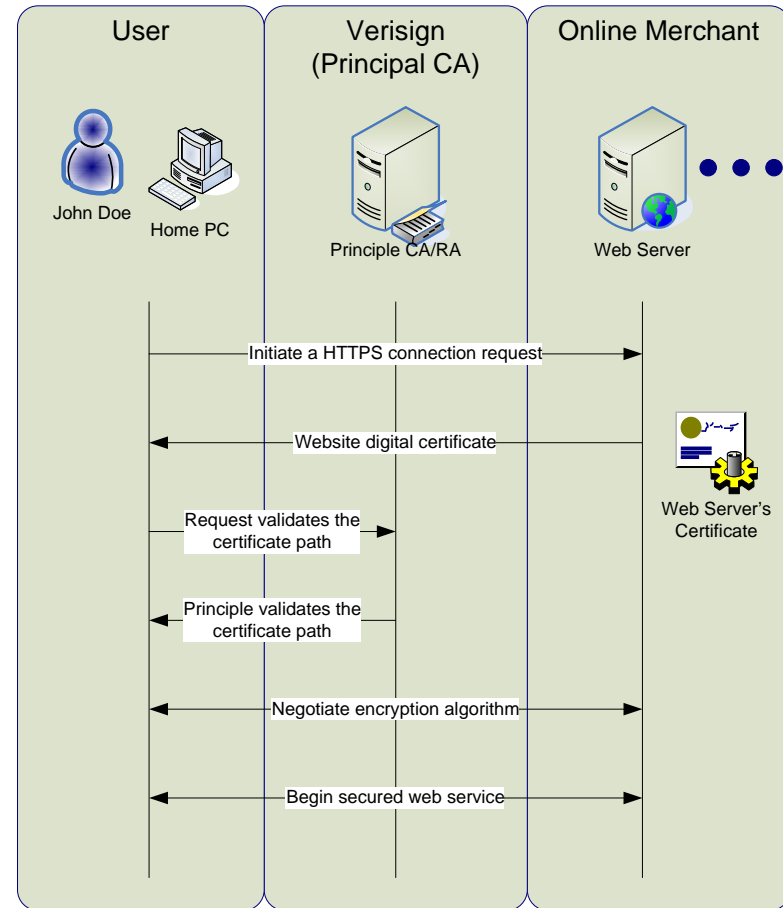 User
Verisign
(Principal CA)
Online Merchant
John Doe
Home PC
Principle CA/RA
Web Server
Initiate a HTTPS connection request
Website digital certificate
Web Server's
Certificate
Request validates the
certificate path
Principle validates the
certificate path
Negotiate encryption algorithm
Begin secured web service